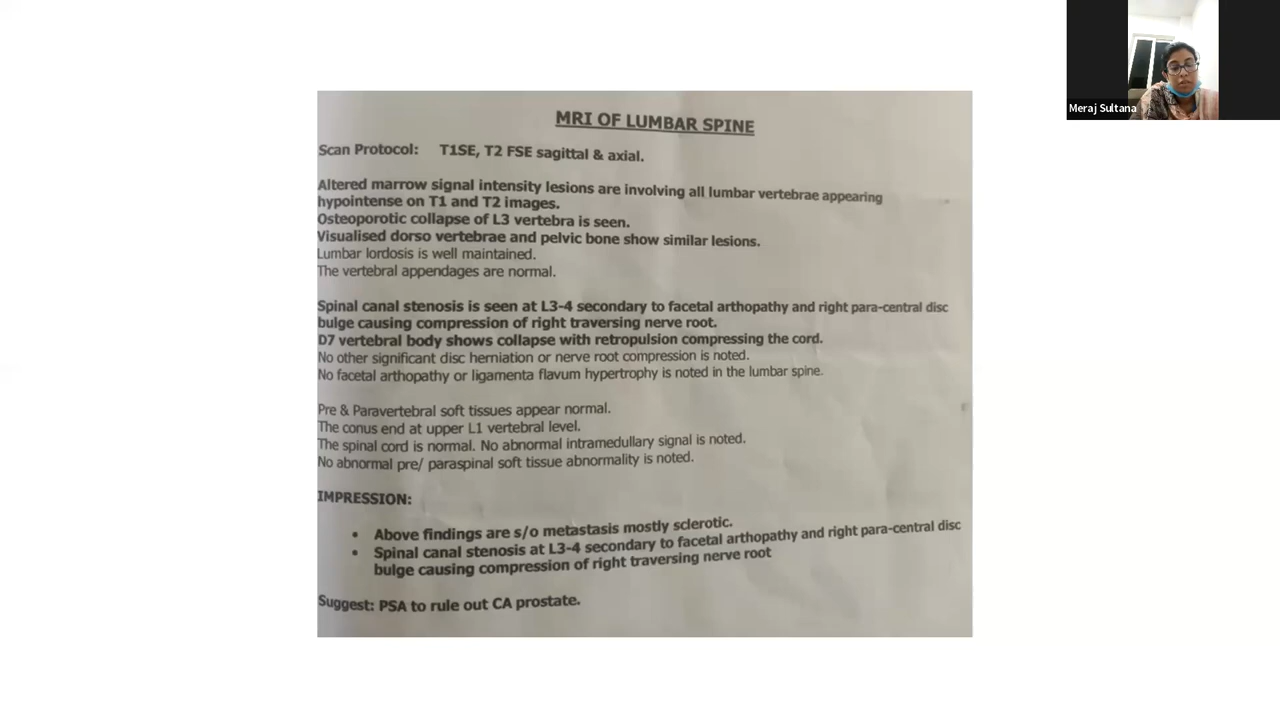 MRI OF LUMBAR SPINE
Scan Protocol: T1SE, T2 FSE sagittal & axial.
Altered marrow signal intensity lesions are involving all lumbar vertebrae appearing
hypointense on T1 and T2 images.
Osteoporotic collapse of L3 vertebra is seen.
Visualised dorso vertebrae and pelvic bone show similar lesions.
Lumbar lordosis is well maintained.
The vertebral appendages are normal.
Spinal canal stenosis is seen at L3-4 secondary to facetal arthopathy and right para-central disc
bulge causing compression of right traversing nerve root.
D7 vertebral body shows collapse with retropulsion compressing the cord.
No other significant disc herniation or nerve root compression is noted.
No facetal arthopathy or ligamenta flavum hypertrophy is noted in the lumbar spine.
Pre & Paravertebral soft tissues appear normal.
The conus end at upper L1 vertebral level.
The spinal cord is normal. No abnormal intramedullary signal is noted.
No abnormal pre/ paraspinal soft tissue abnormality is noted.
IMPRESSION:
• Above findings are s/o metastasis mostly sclerotic.
• Spinal canal stenosis at L3-4 secondary to facetal arthopathy and right para-central disc
bulge causing compression of right traversing nerve root
Suggest: PSA to rule out CA prostate.
Meraj Sultana